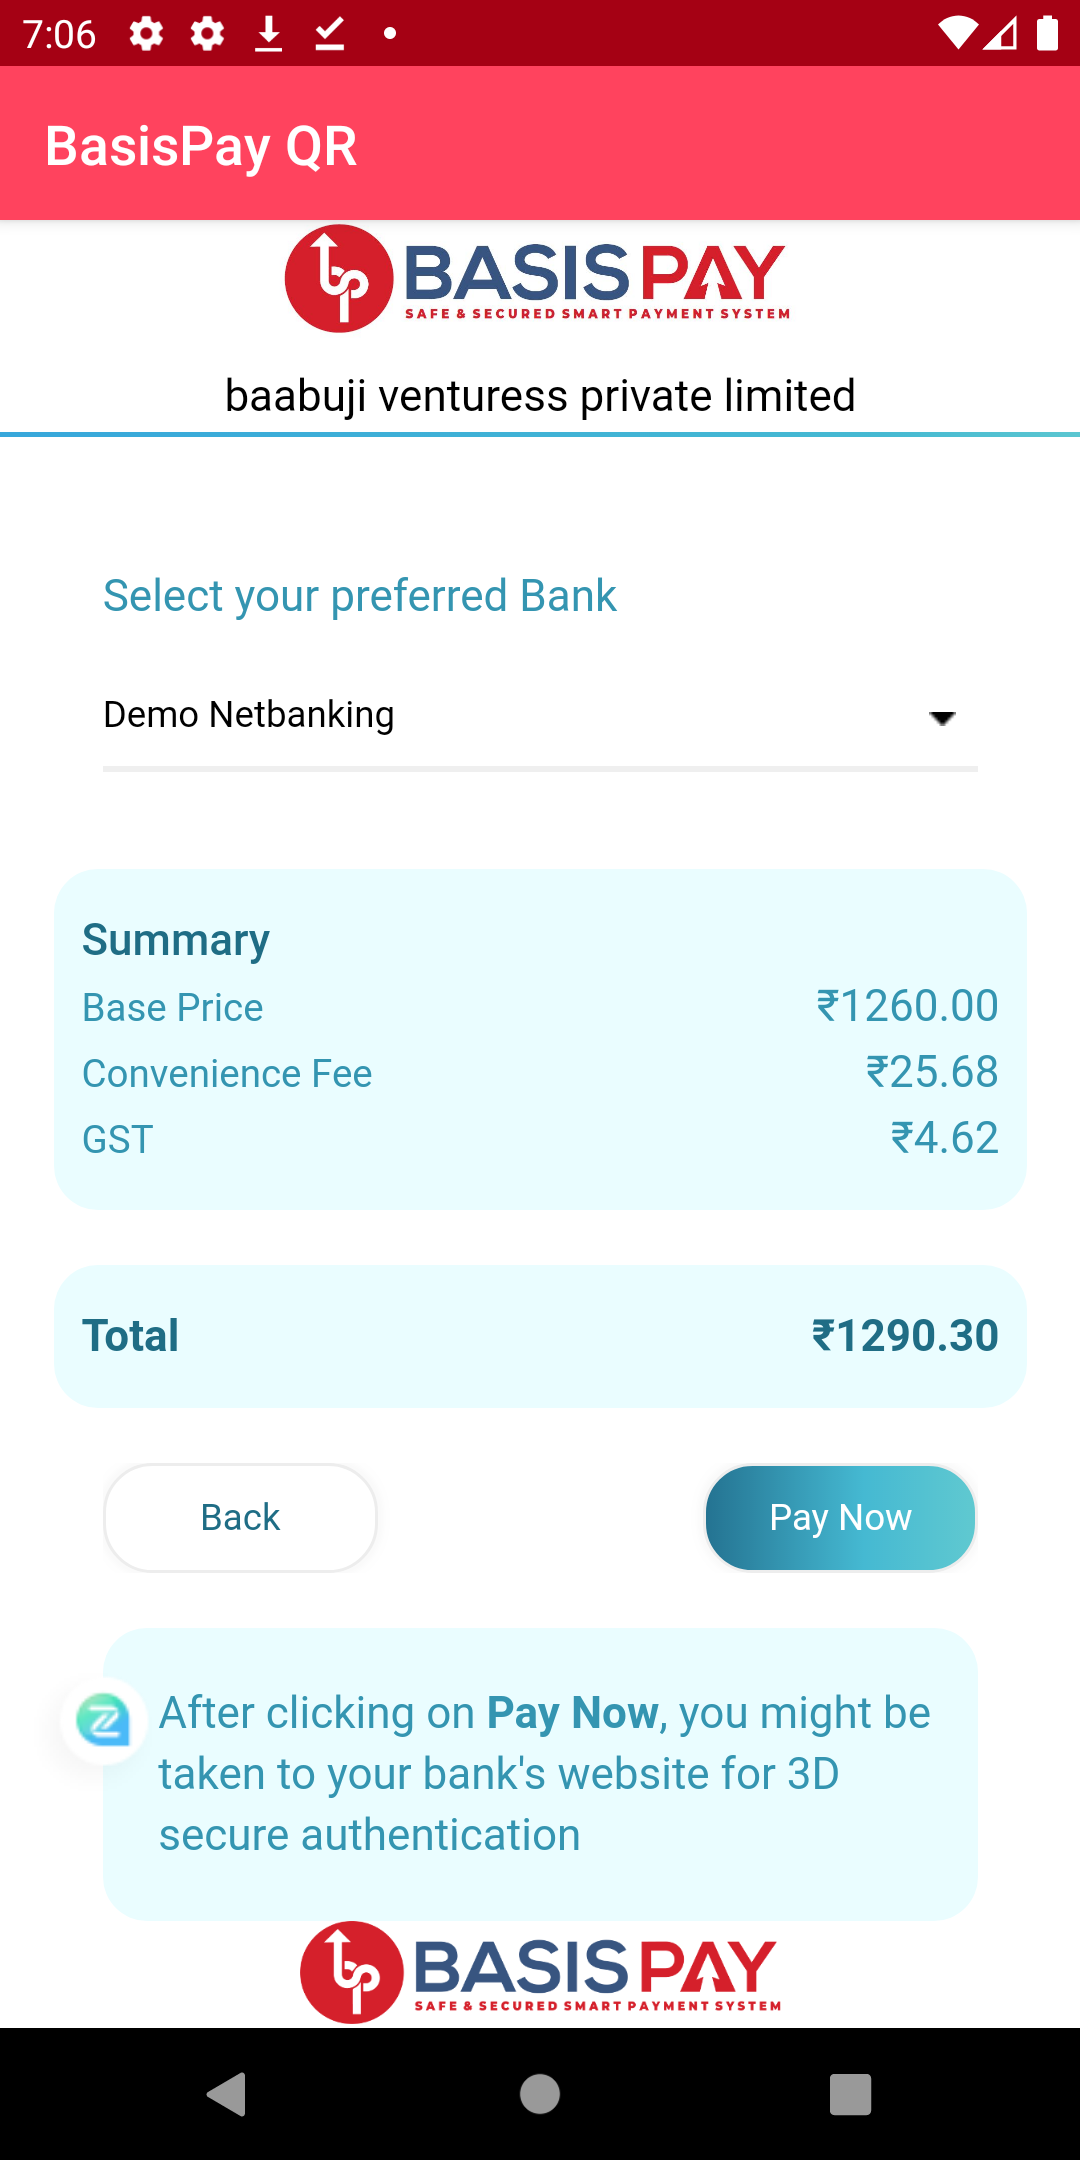 7:06
BasisPay QR
BASISPAY
SAFE & SECURED SMART PAYMENT SYSTEM
baabuji venturess private limited
Select your preferred Bank
Demo Netbanking
Summary
Base Price ₹1260.00
Convenience Fee ₹25.68
GST ₹4.62
Total ₹1290.30
Back Pay Now
After clicking on Pay Now, you might be
taken to your bank's website for 3D
secure authentication
BASISPAY
SAFE & SECURED SMART PAYMENT SYSTEM